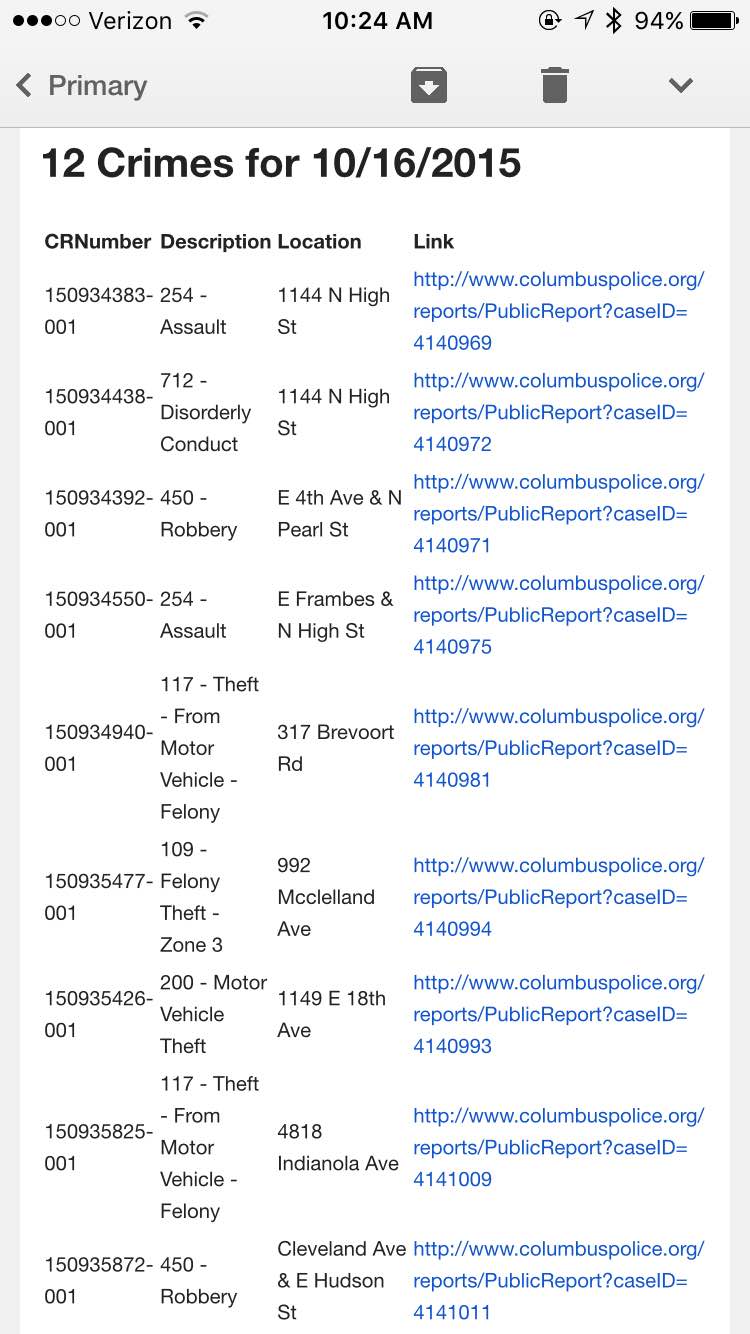 Verizon 10:24 AM 94%
Primary
12 Crimes for 10/16/2015
CRNumber Description Location Link
150934383-001 254 - Assault 1144 N High St http://www.columbuspolice.org/reports/PublicReport?caseID=4140969
150934438-001 712 - Disorderly Conduct 1144 N High St http://www.columbuspolice.org/reports/PublicReport?caseID=4140972
150934392-001 450 - Robbery E 4th Ave & N Pearl St http://www.columbuspolice.org/reports/PublicReport?caseID=4140971
150934550-001 254 - Assault E Frambes & N High St http://www.columbuspolice.org/reports/PublicReport?caseID=4140975
150934940-001 117 - Theft - From Motor Vehicle - Felony 317 Brevoort Rd http://www.columbuspolice.org/reports/PublicReport?caseID=4140981
150935477-001 109 - Felony Theft - Zone 3 992 Mcclelland Ave http://www.columbuspolice.org/reports/PublicReport?caseID=4140994
150935426-001 200 - Motor Vehicle Theft 1149 E 18th Ave http://www.columbuspolice.org/reports/PublicReport?caseID=4140993
150935825-001 117 - Theft - From Motor Vehicle - Felony 4818 Indianola Ave http://www.columbuspolice.org/reports/PublicReport?caseID=4141009
150935872-001 450 - Robbery Cleveland Ave & E Hudson St http://www.columbuspolice.org/reports/PublicReport?caseID=4141011